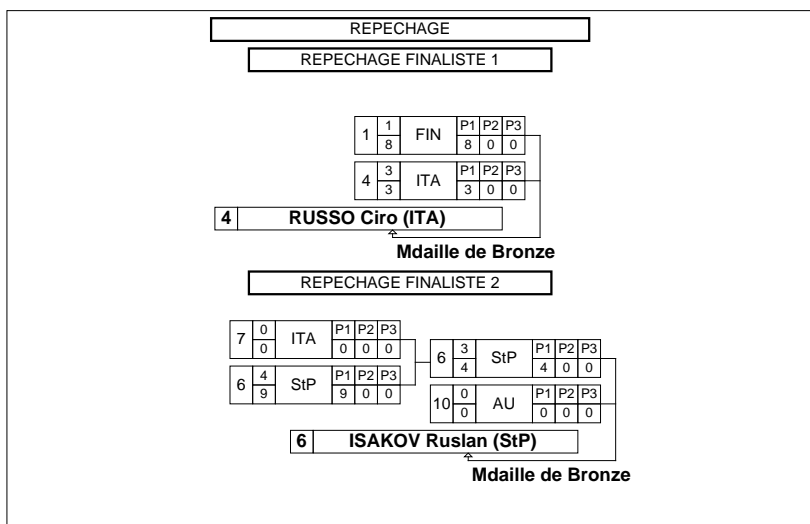 REPECHAGE
REPECHAGE FINALISTE 1
1 1 FIN P1 P2 P3
8 8 0 0
4 3 ITA P1 P2 P3
3 3 0 0
4 RUSSO Ciro (ITA)
Mdaille de Bronze
REPECHAGE FINALISTE 2
7 0 ITA P1 P2 P3
0 0 0 0
6 4 StP P1 P2 P3
9 9 0 0
6 3 StP P1 P2 P3
4 4 0 0
10 0 AU P1 P2 P3
0 0 0 0
6 ISAKOV Ruslan (StP)
Mdaille de Bronze